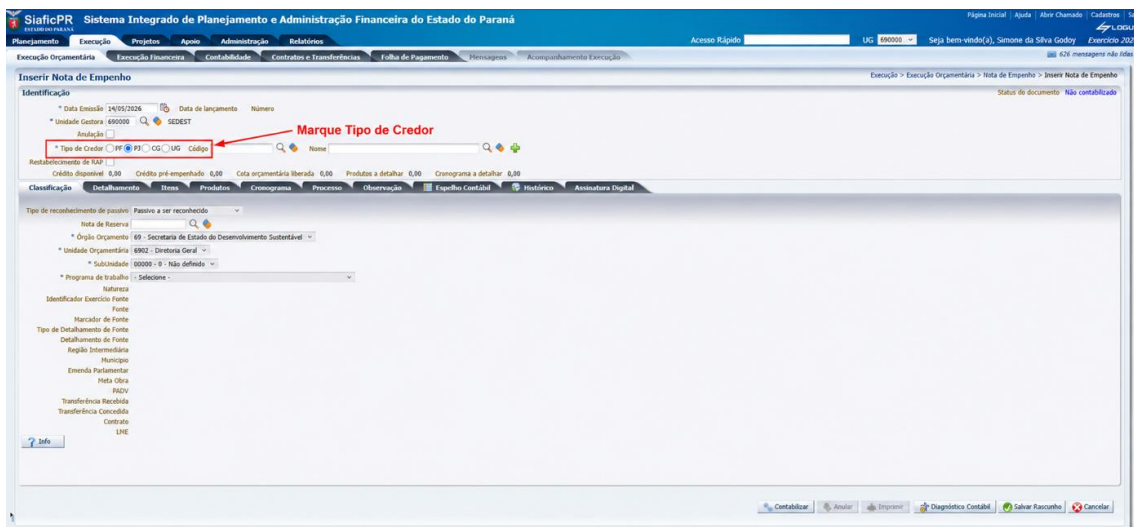 Página Inicial Ajuda Abrir Chamado Cadastros Sa
SiaficPR Sistema Integrado de Planejamento e Administração Financeira do Estado do Paraná
ESTADO DO PARANÁ
LOGU
Planejamento Execução Projetos Apoio Administração Relatórios Acesso Rápido UG 690000 Seja bem-vindo(a), Simone da Silva Godoy Exercício 202
Execução Orçamentária Execução Financeira Contabilidade Contratos e Transferências Folha de Pagamento Mensagens Acompanhamento Execução 626 mensagens não lidas
Inserir Nota de Empenho Execução > Execução Orçamentária > Nota de Empenho > Inserir Nota de Empenho
Identificação Status do documento Não contabilizado
* Data Emissão 14/05/2026 Data de lançamento Número
* Unidade Gestora 690000 SEDEST
Anulação
Marque Tipo de Credor
* Tipo de Credor PF PJ CG UG Código Nome
Restabelecimento de RAP
Crédito disponível 0,00 Crédito pré-empenhado 0,00 Cota orçamentária liberada 0,00 Produtos a detalhar 0,00 Cronograma a detalhar 0,00
Classificação Detalhamento Itens Produtos Cronograma Processo Observação Espelho Contábil Histórico Assinatura Digital
Tipo de reconhecimento de passivo Passivo a ser reconhecido
Nota de Reserva
* Órgão Orçamento 69 - Secretaria de Estado do Desenvolvimento Sustentável
* Unidade Orçamentária 6902 - Diretoria Geral
* SubUnidade 00000 - 0 - Não definido
* Programa de trabalho - Selecione -
Natureza
Identificador Exercício Fonte
Fonte
Marcador de Fonte
Tipo de Detalhamento de Fonte
Detalhamento de Fonte
Região Intermediária
Município
Emenda Parlamentar
Meta Obra
PADV
Transferência Recebida
Transferência Concedida
Contrato
LME
? Info
Contabilizar Anular Imprimir Diagnóstico Contábil Salvar Rascunho Cancelar